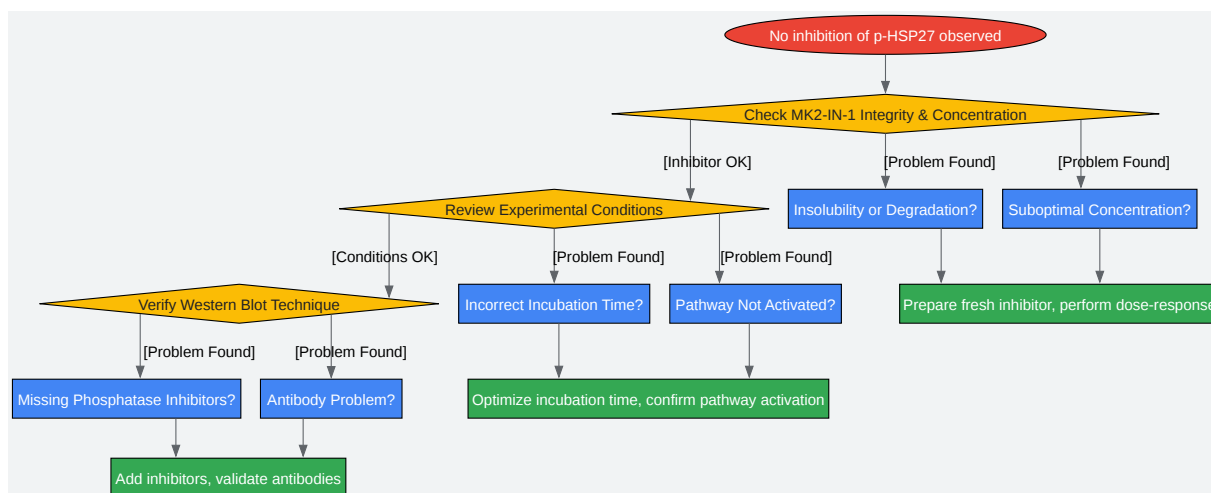 No inhibition of p-HSP27 observed
Check MK2-IN-1 Integrity & Concentration
[Inhibitor OK]
[Problem Found]
[Problem Found]
Review Experimental Conditions
Insolubility or Degradation?
Suboptimal Concentration?
[Conditions OK]
[Problem Found]
[Problem Found]
Verify Western Blot Technique
Incorrect Incubation Time?
Pathway Not Activated?
Prepare fresh inhibitor, perform dose-response
[Problem Found]
[Problem Found]
Missing Phosphatase Inhibitors?
Antibody Problem?
Optimize incubation time, confirm pathway activation
Add inhibitors, validate antibodies